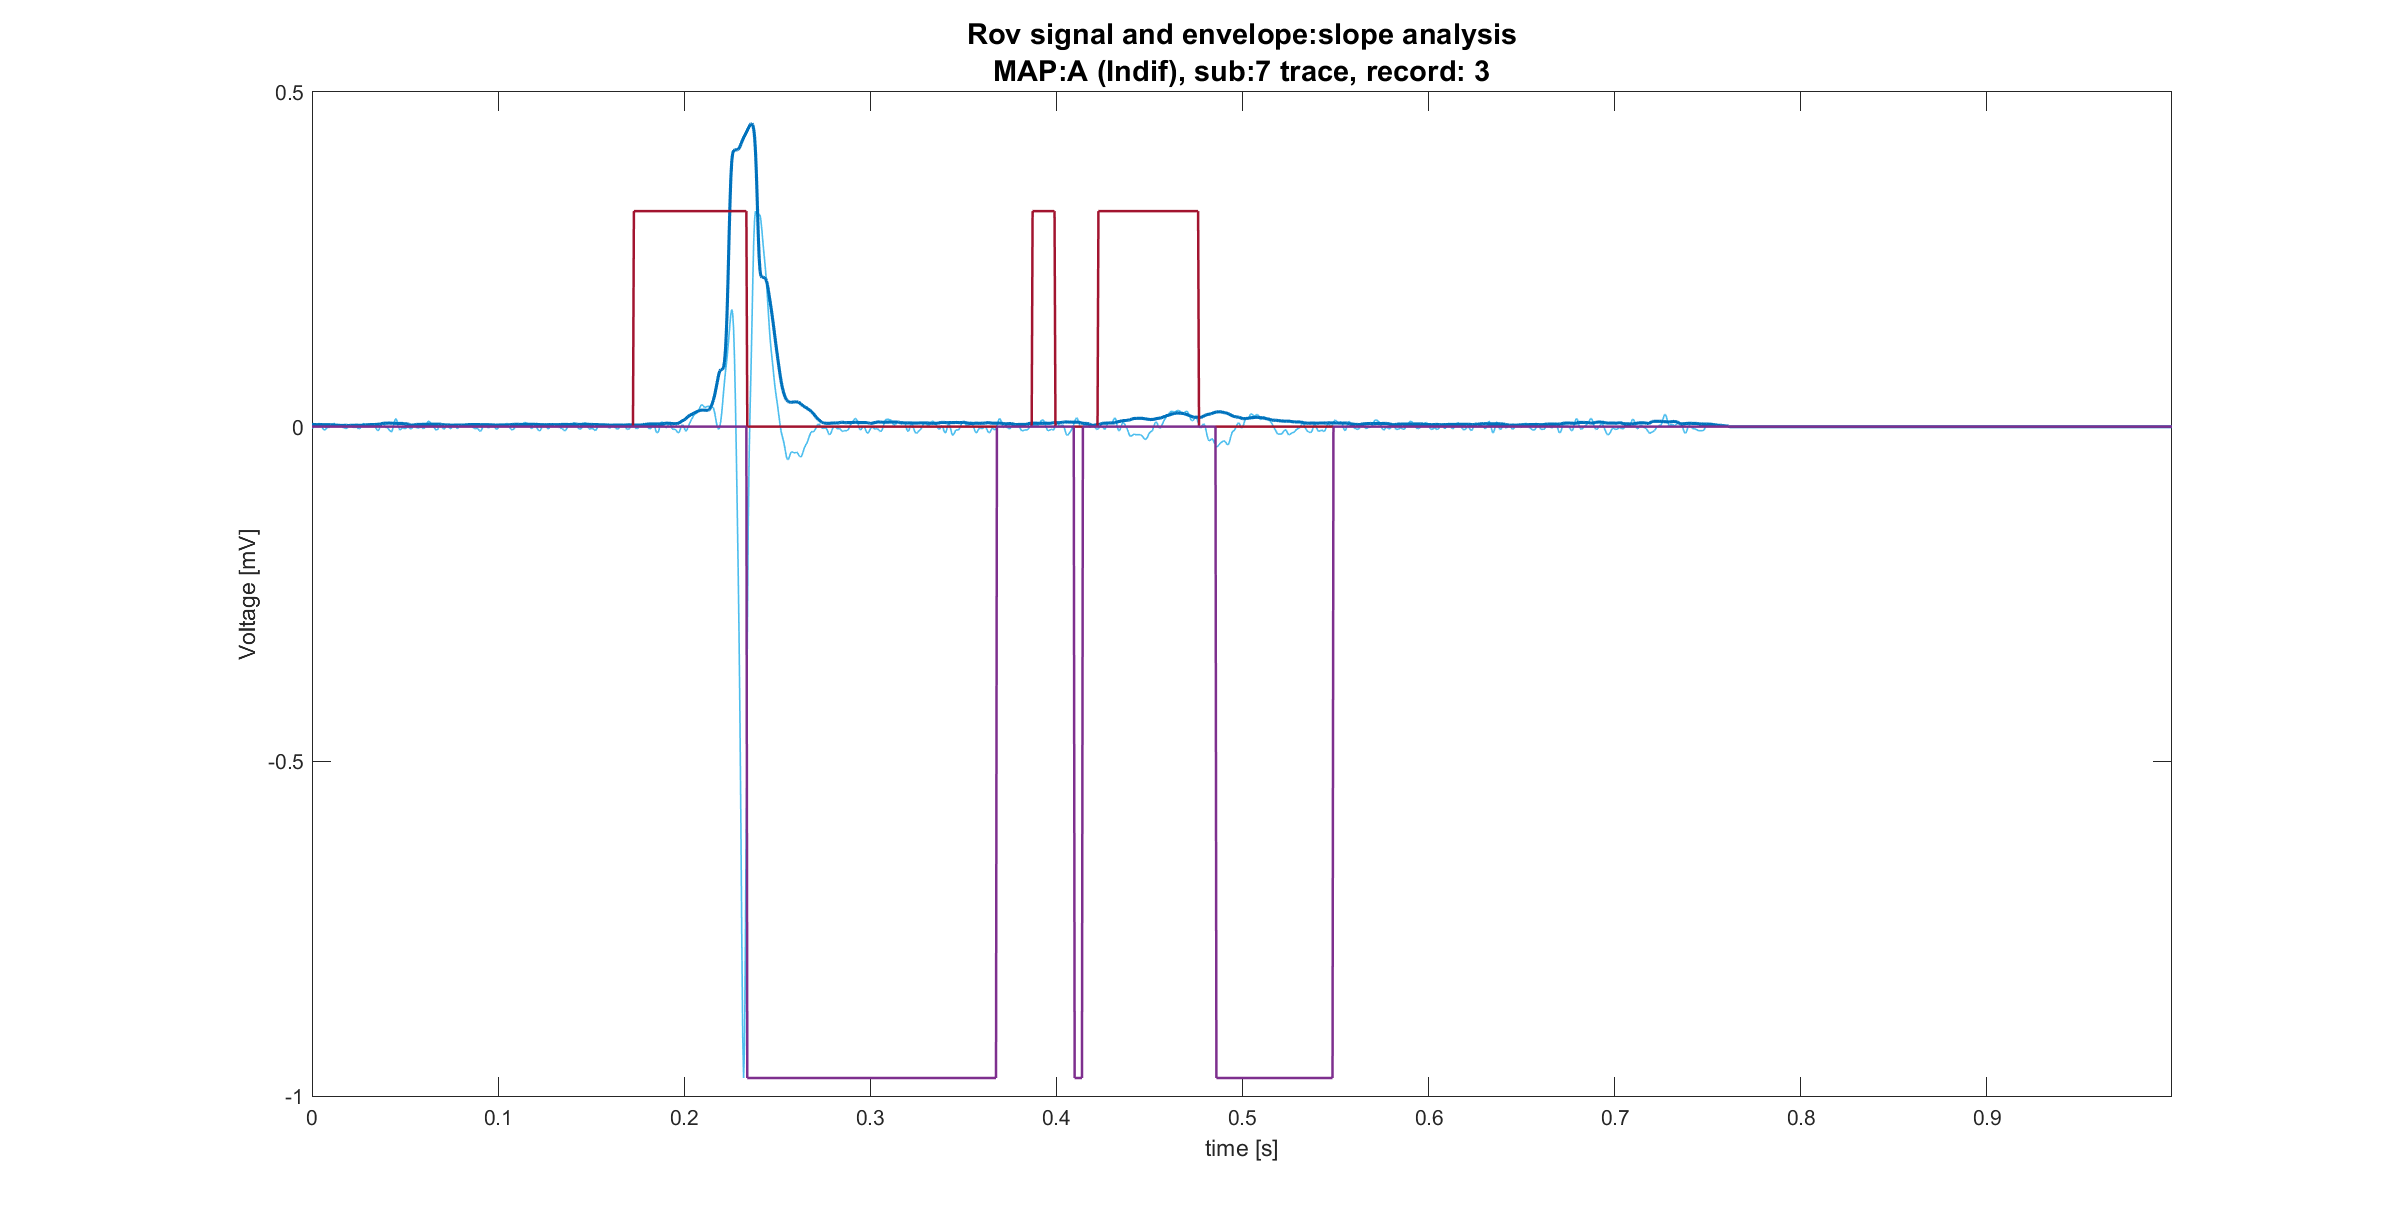 Rov signal and envelope:slope analysis
MAP:A (Indif), sub:7 trace, record: 3
0.5
0
-0.5
-1
Voltage [mV]
0 0.1 0.2 0.3 0.4 0.5 0.6 0.7 0.8 0.9
time [s]